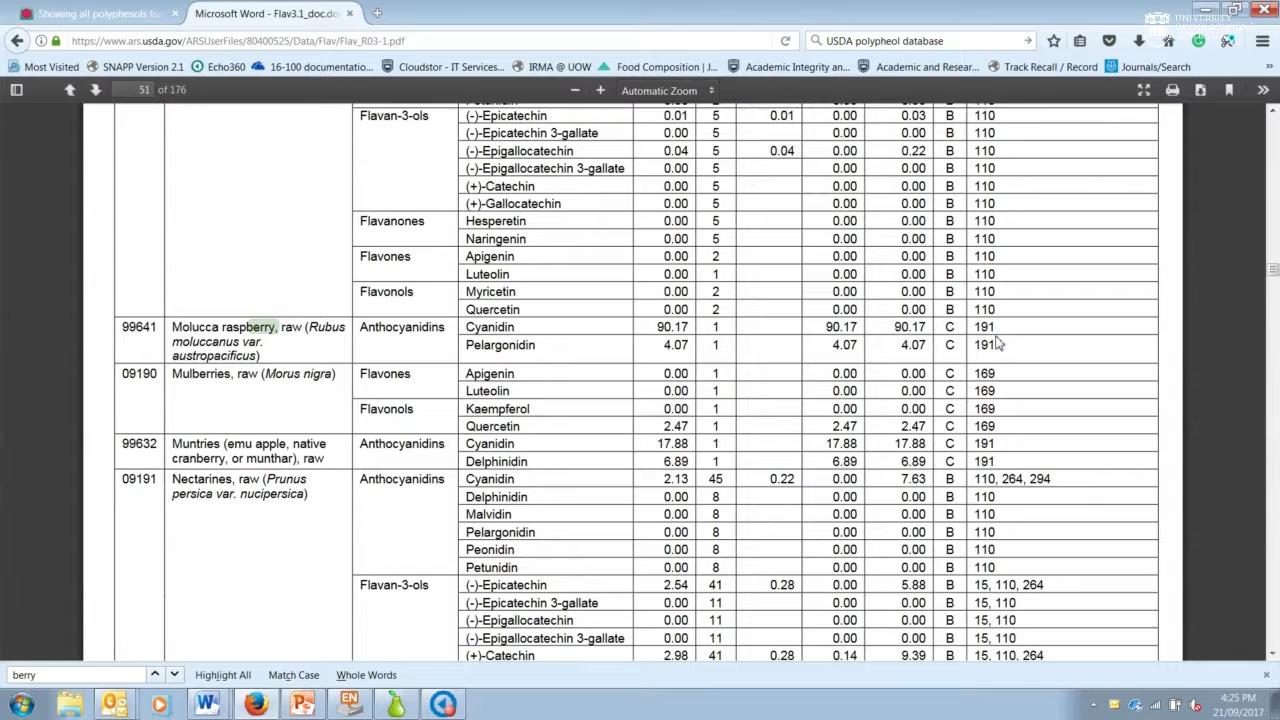 Showing all polyphenols fo
Microsoft Word - Flav3.1_doc.do
UNIVERSITY
https://www.ars.usda.gov/ARSUserFiles/80400525/Data/Flav/Flav_R03-1.pdf
USDA polypheol database
Most Visited SNAPP Version 2.1 Echo360 16-100 documentatio... Cloudstor - IT Services... IRMA @ UOW Food Composition | J... Academic Integrity an... Academic and Resear... Track Recall / Record Journals/Search
51 of 176 Automatic Zoom
Flavan-3-ols (-)-Epicatechin 0.01 5 0.01 0.00 0.03 B 110
(-)-Epicatechin 3-gallate 0.00 5 0.00 0.00 B 110
(-)-Epigallocatechin 0.04 5 0.04 0.00 0.22 B 110
(-)-Epigallocatechin 3-gallate 0.00 5 0.00 0.00 B 110
(+)-Catechin 0.00 5 0.00 0.00 B 110
(+)-Gallocatechin 0.00 5 0.00 0.00 B 110
Flavanones Hesperetin 0.00 5 0.00 0.00 B 110
Naringenin 0.00 5 0.00 0.00 B 110
Flavones Apigenin 0.00 2 0.00 0.00 B 110
Luteolin 0.00 1 0.00 0.00 B 110
Flavonols Myricetin 0.00 2 0.00 0.00 B 110
Quercetin 0.00 2 0.00 0.00 B 110
99641 Molucca raspberry, raw (Rubus Anthocyanidins Cyanidin 90.17 1 90.17 90.17 C 191
moluccanus var. Pelargonidin 4.07 1 4.07 4.07 C 191
austropacificus)
09190 Mulberries, raw (Morus nigra) Flavones Apigenin 0.00 1 0.00 0.00 C 169
Luteolin 0.00 1 0.00 0.00 C 169
Flavonols Kaempferol 0.00 1 0.00 0.00 C 169
Quercetin 2.47 1 2.47 2.47 C 169
99632 Muntries (emu apple, native Anthocyanidins Cyanidin 17.88 1 17.88 17.88 C 191
cranberry, or munthar), raw Delphinidin 6.89 1 6.89 6.89 C 191
09191 Nectarines, raw (Prunus Anthocyanidins Cyanidin 2.13 45 0.22 0.00 7.63 B 110, 264, 294
persica var. nucipersica) Delphinidin 0.00 8 0.00 0.00 B 110
Malvidin 0.00 8 0.00 0.00 B 110
Pelargonidin 0.00 8 0.00 0.00 B 110
Peonidin 0.00 8 0.00 0.00 B 110
Petunidin 0.00 8 0.00 0.00 B 110
Flavan-3-ols (-)-Epicatechin 2.54 41 0.28 0.00 5.88 B 15, 110, 264
(-)-Epicatechin 3-gallate 0.00 11 0.00 0.00 B 15, 110
(-)-Epigallocatechin 0.00 11 0.00 0.00 B 15, 110
(-)-Epigallocatechin 3-gallate 0.00 11 0.00 0.00 B 15, 110
(+)-Catechin 2.98 41 0.28 0.14 9.39 B 15, 110, 264
berry Highlight All Match Case Whole Words
EN
4:25 PM
21/09/2017